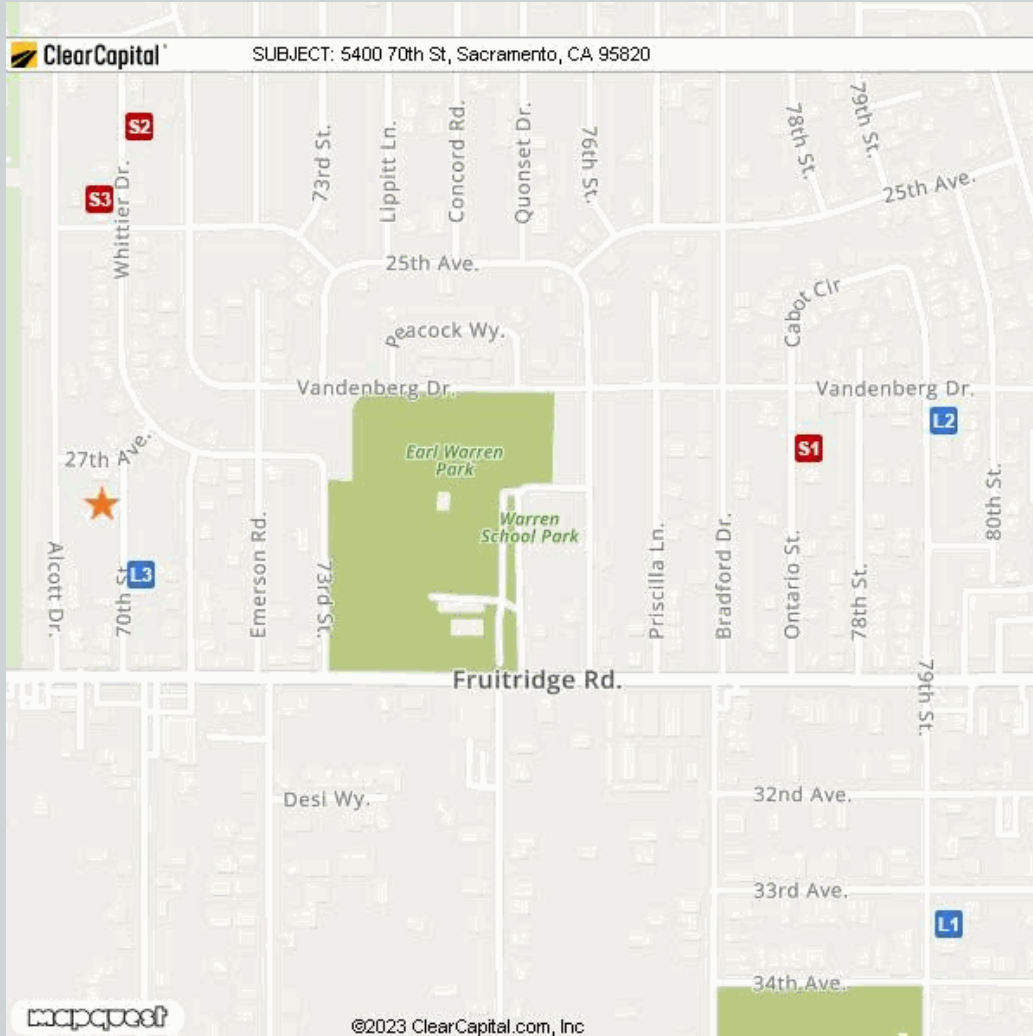 ClearCapital
SUBJECT: 5400 70th St, Sacramento, CA 95820
S2
S3
Whittier Dr.
73rd St.
Lippitt Ln.
Concord Rd.
Quonset Dr.
76th St.
78th St.
79th St.
25th Ave.
25th Ave.
Peacock Wy.
Cabot Cir
Vandenberg Dr.
Vandenberg Dr.
L2
27th Ave.
Earl Warren
Park
S1
Warren
School Park
80th St.
Alcott Dr.
70th St.
L3
Emerson Rd.
73rd St.
Priscilla Ln.
Bradford Dr.
Ontario St.
78th St.
Fruitridge Rd.
79th St.
Desi Wy.
32nd Ave.
33rd Ave.
L1
34th Ave.
mapquest
©2023 ClearCapital.com, Inc